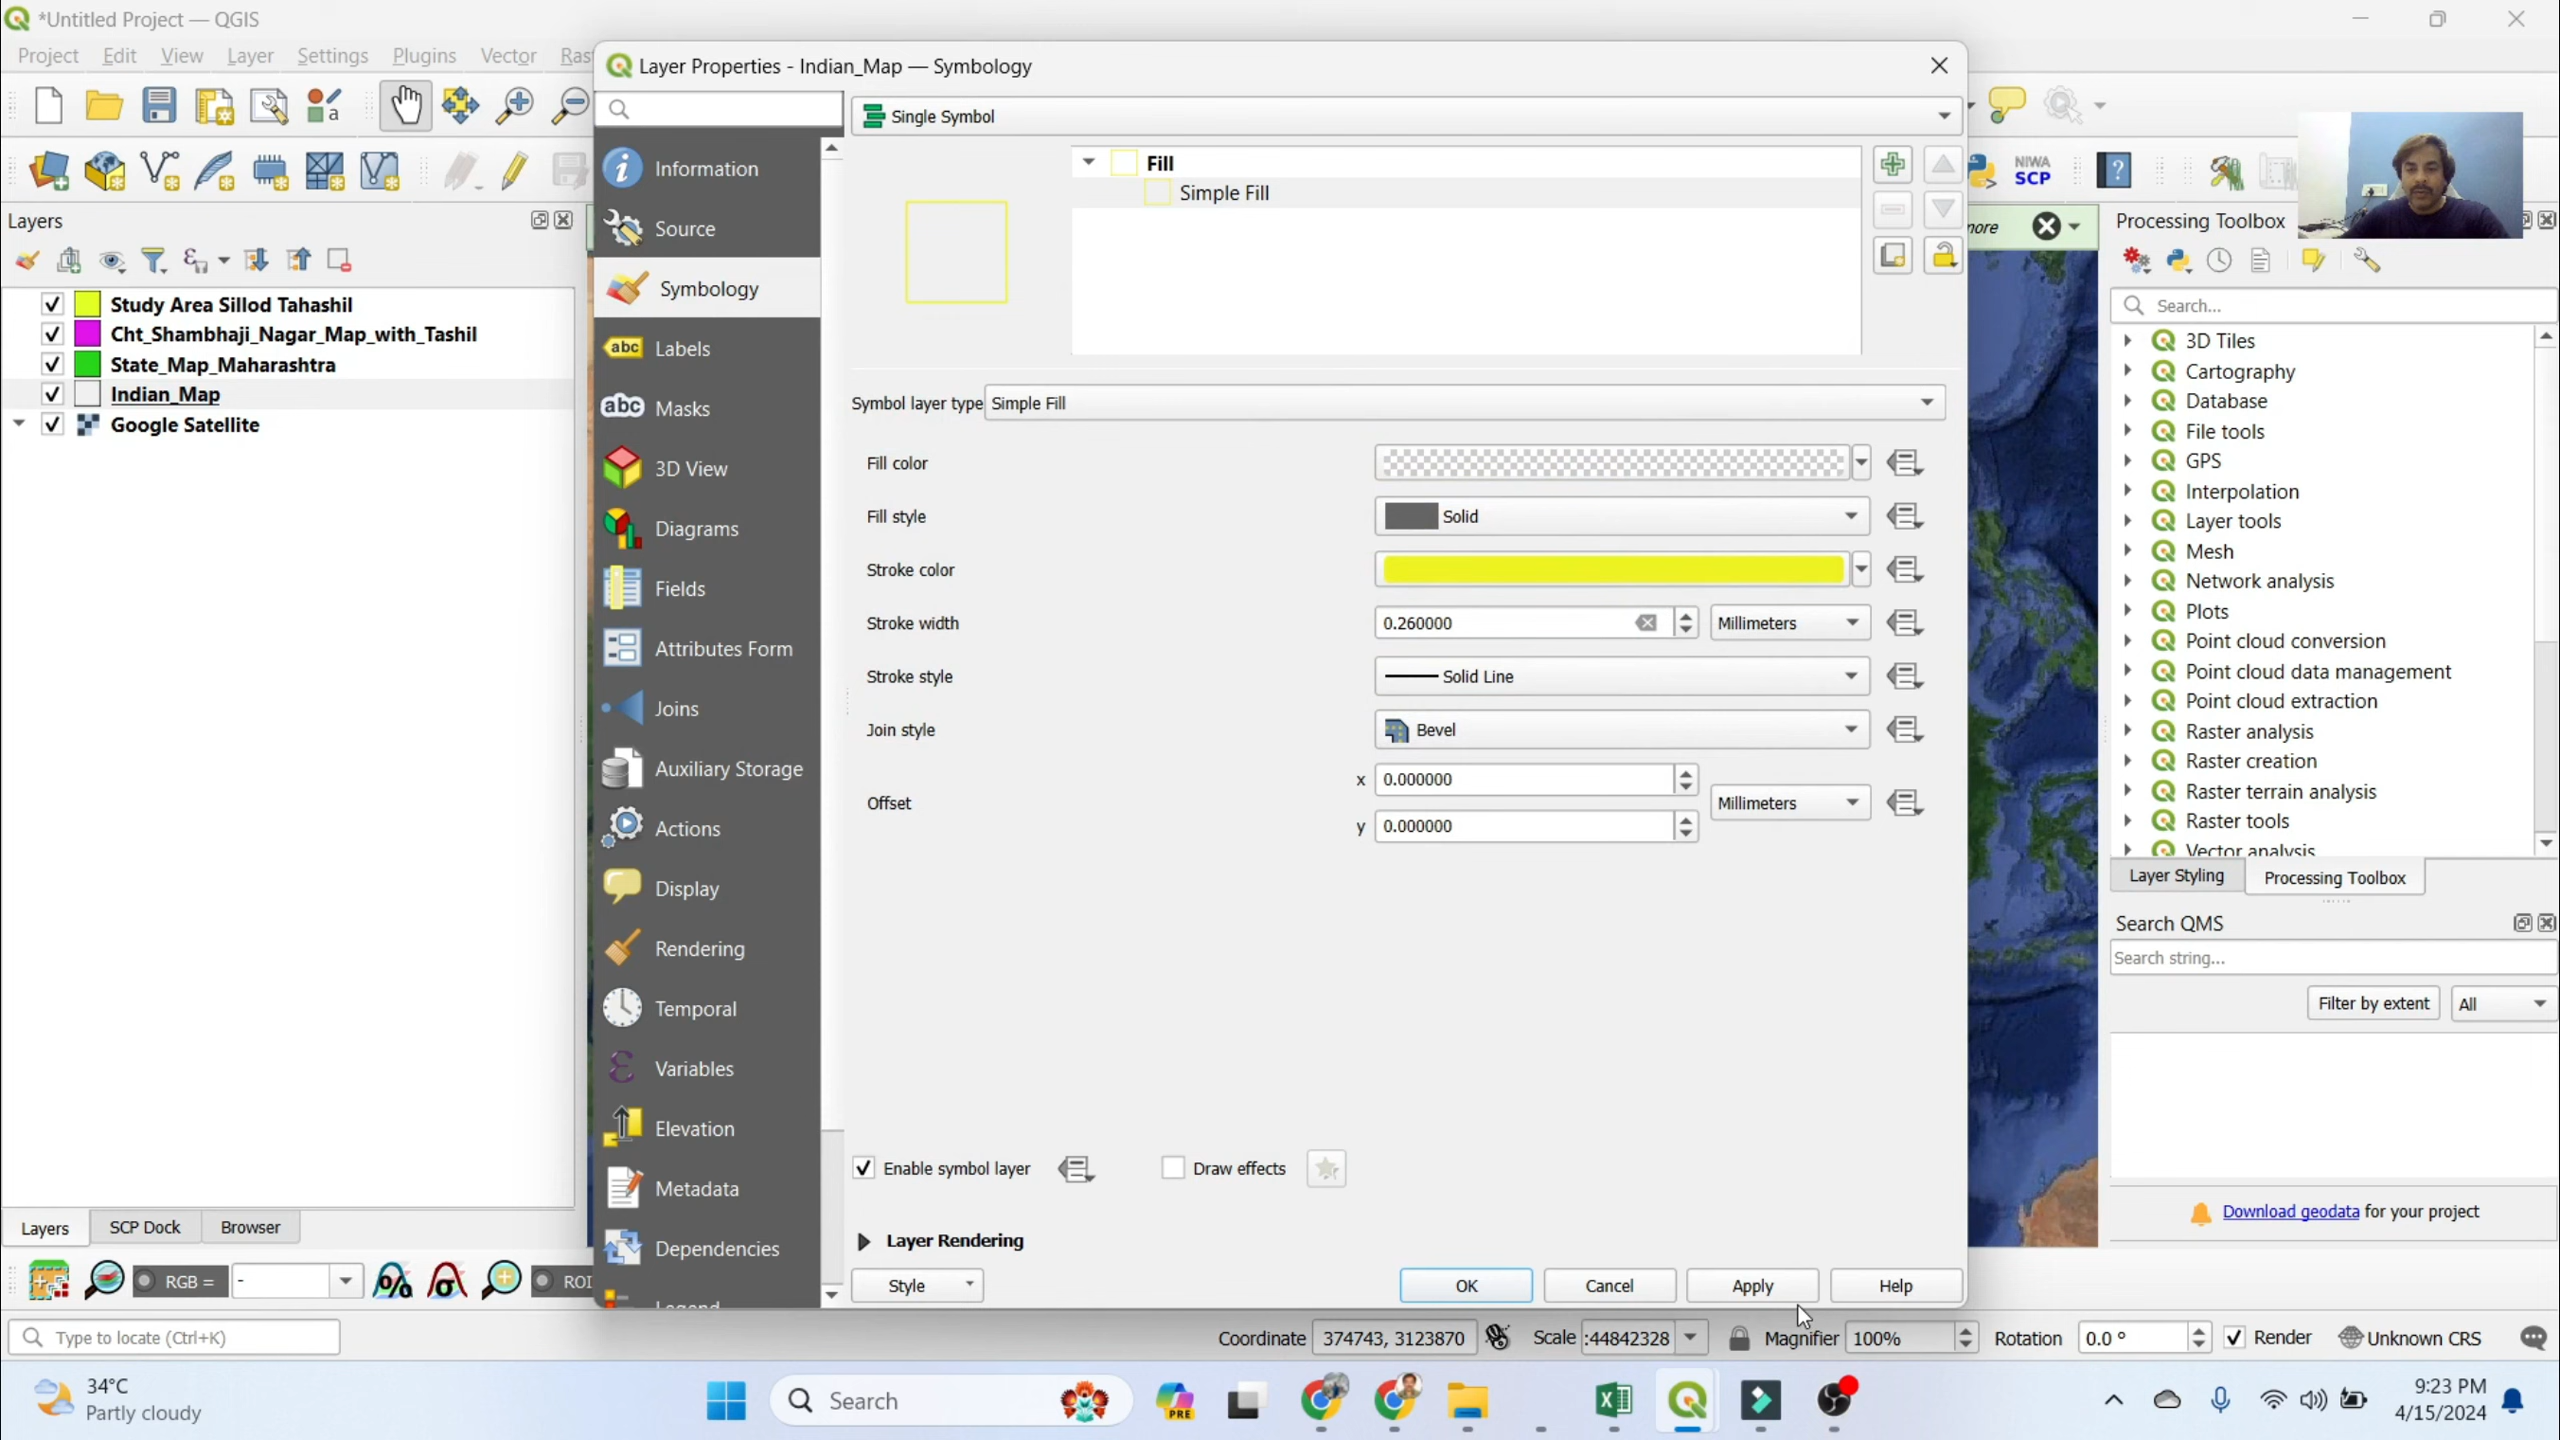 *Untitled Project — QGIS
Project Edit View Layer Settings Plugins Vector Ras
Layer Properties - Indian_Map — Symbology
Single Symbol
Information
Source
Symbology
Labels
Masks
3D View
Diagrams
Fields
Attributes Form
Joins
Auxiliary Storage
Actions
Display
Rendering
Temporal
Variables
Elevation
Metadata
Dependencies
Legend
Fill
Simple Fill
Symbol layer type Simple Fill
Fill color
Fill style Solid
Stroke color
Stroke width 0.260000 Millimeters
Stroke style Solid Line
Join style Bevel
x 0.000000
Offset Millimeters
y 0.000000
Enable symbol layer Draw effects
Layer Rendering
Style OK Cancel Apply Help
Layers
Study Area Sillod Tahashil
Cht_Shambhaji_Nagar_Map_with_Tashil
State_Map_Maharashtra
Indian_Map
Google Satellite
Layers SCP Dock Browser
RGB = - ROI
NIWA
SCP
more
Processing Toolbox
Search...
3D Tiles
Cartography
Database
File tools
GPS
Interpolation
Layer tools
Mesh
Network analysis
Plots
Point cloud conversion
Point cloud data management
Point cloud extraction
Raster analysis
Raster creation
Raster terrain analysis
Raster tools
Vector analysis
Layer Styling Processing Toolbox
Search QMS
Search string...
Filter by extent All
Download geodata for your project
Type to locate (Ctrl+K) Coordinate 374743, 3123870 Scale :44842328 Magnifier 100% Rotation 0.0 ° Render Unknown CRS
34°C
Partly cloudy
Search
PRE
9:23 PM
4/15/2024